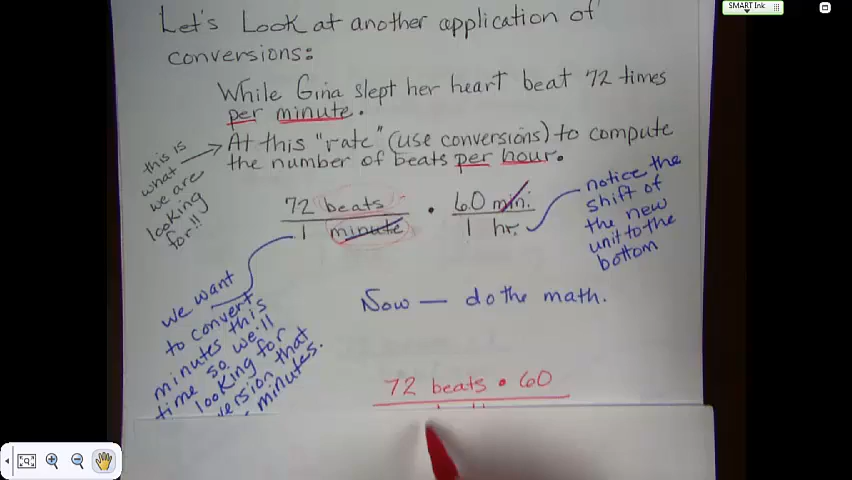 SMART Ink
Let's Look at another application of
conversions:
While Gina slept her heart beat 72 times
per minute.
At this "rate" (use conversions) to compute
the number of beats per hour.
this is
what
we are
looking
for!!
72 beats • 60 min.
1 minute 1 hr.
notice the
shift of
the new
unit to the
bottom
we want
to convert
minutes this
time so we'll
looking for
version that
minutes.
Now — do the math.
72 beats • 60